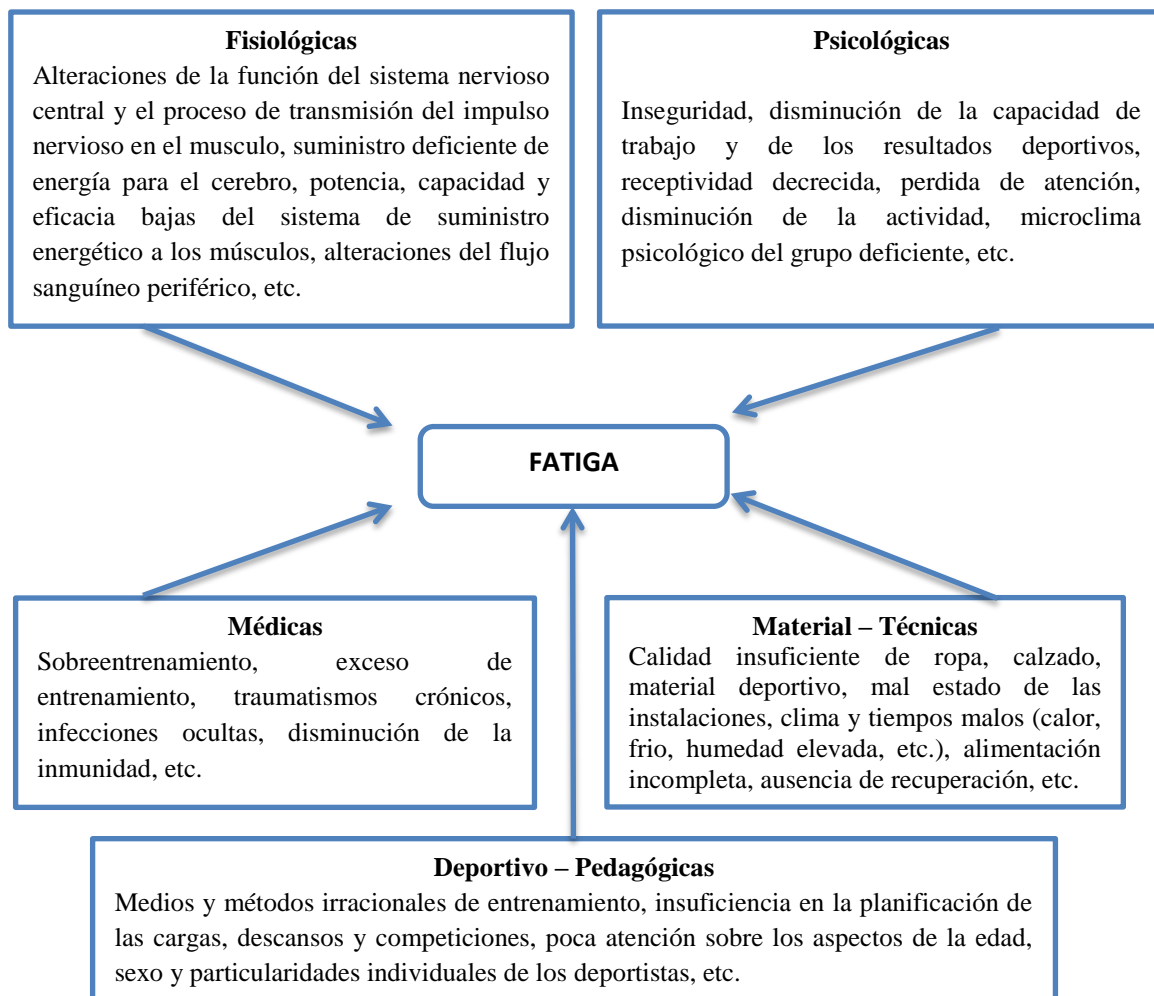 Fisiológicas
Alteraciones de la función del sistema nervioso
central y el proceso de transmisión del impulso
nervioso en el musculo, suministro deficiente de
energía para el cerebro, potencia, capacidad y
eficacia bajas del sistema de suministro
energético a los músculos, alteraciones del flujo
sanguíneo periférico, etc.
Psicológicas
Inseguridad, disminución de la capacidad de
trabajo y de los resultados deportivos,
receptividad decrecida, perdida de atención,
disminución de la actividad, microclima
psicológico del grupo deficiente, etc.
FATIGA
Médicas
Sobreentrenamiento, exceso de
entrenamiento, traumatismos crónicos,
infecciones ocultas, disminución de la
inmunidad, etc.
Material – Técnicas
Calidad insuficiente de ropa, calzado,
material deportivo, mal estado de las
instalaciones, clima y tiempos malos (calor,
frio, humedad elevada, etc.), alimentación
incompleta, ausencia de recuperación, etc.
Deportivo – Pedagógicas
Medios y métodos irracionales de entrenamiento, insuficiencia en la planificación de
las cargas, descansos y competiciones, poca atención sobre los aspectos de la edad,
sexo y particularidades individuales de los deportistas, etc.